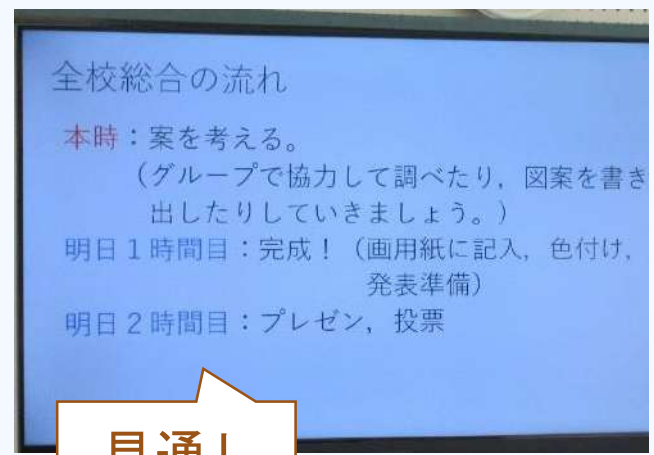 全校総合の流れ
本時：案を考える。
（グループで協力して調べたり，図案を書き
出したりしていきましょう。）
明日１時間目：完成！（画用紙に記入，色付け，
発表準備）
明日２時間目：プレゼン，投票
見通し